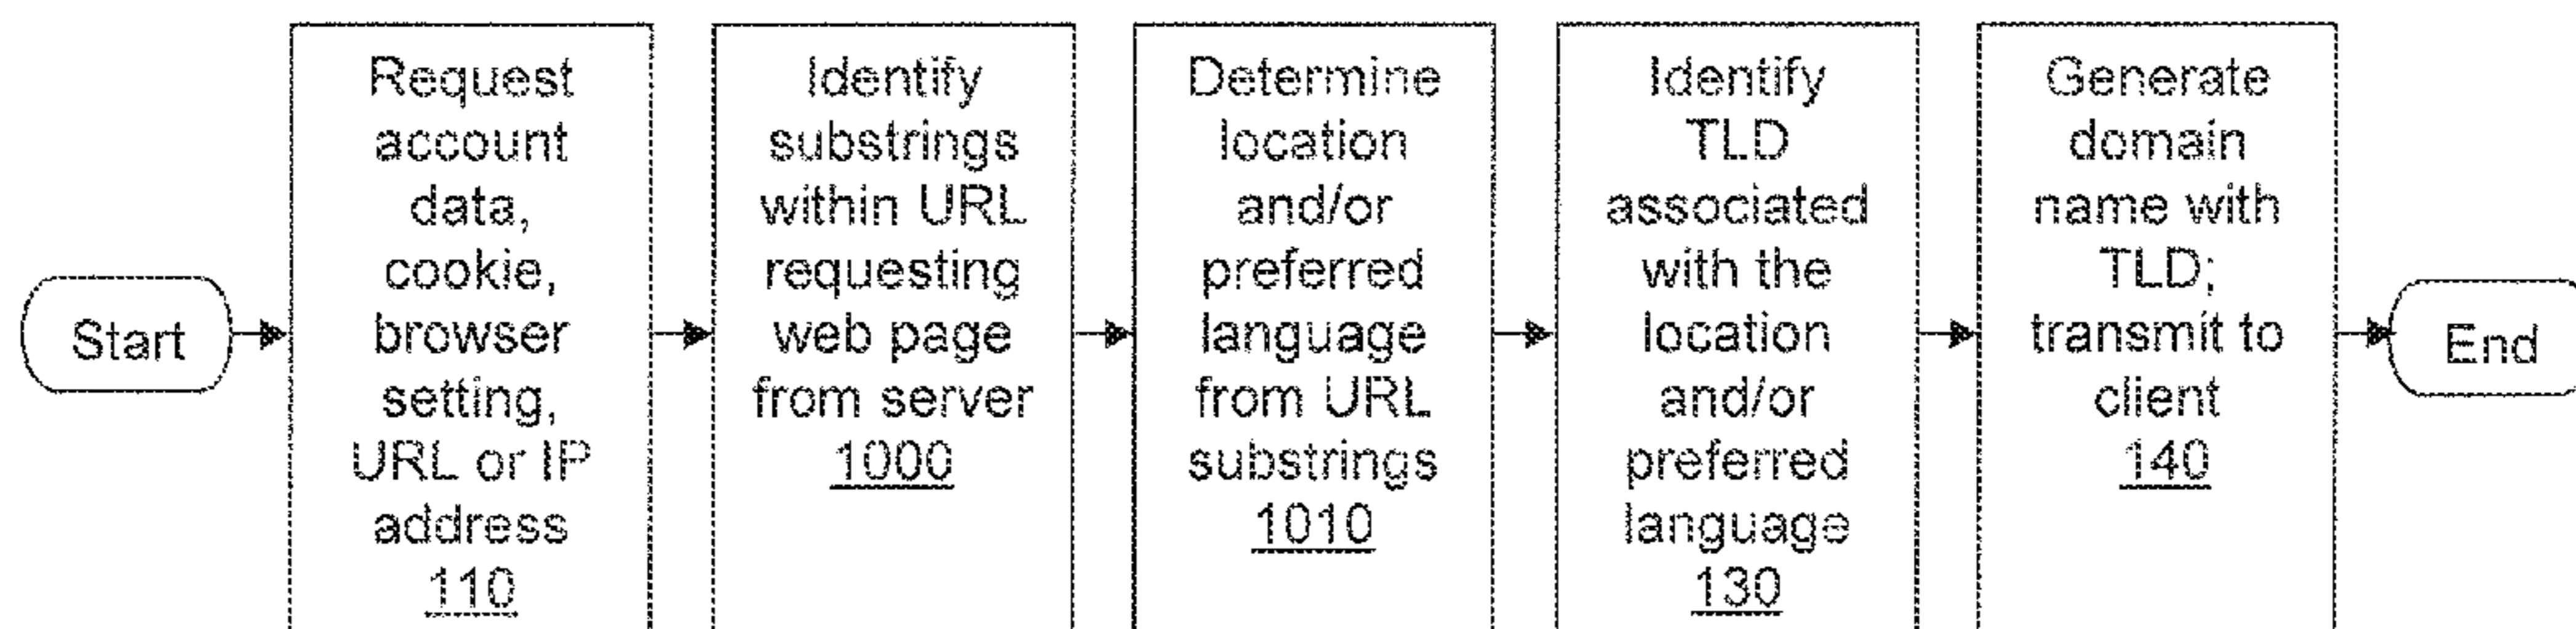 Start
Request
account
data,
cookie,
browser
setting,
URL or IP
address
110
Identify
substrings
within URL
requesting
web page
from server
1000
Determine
location
and/or
preferred
language
from URL
substrings
1010
Identify
TLD
associated
with the
location
and/or
preferred
language
130
Generate
domain
name with
TLD;
transmit to
client
140
End